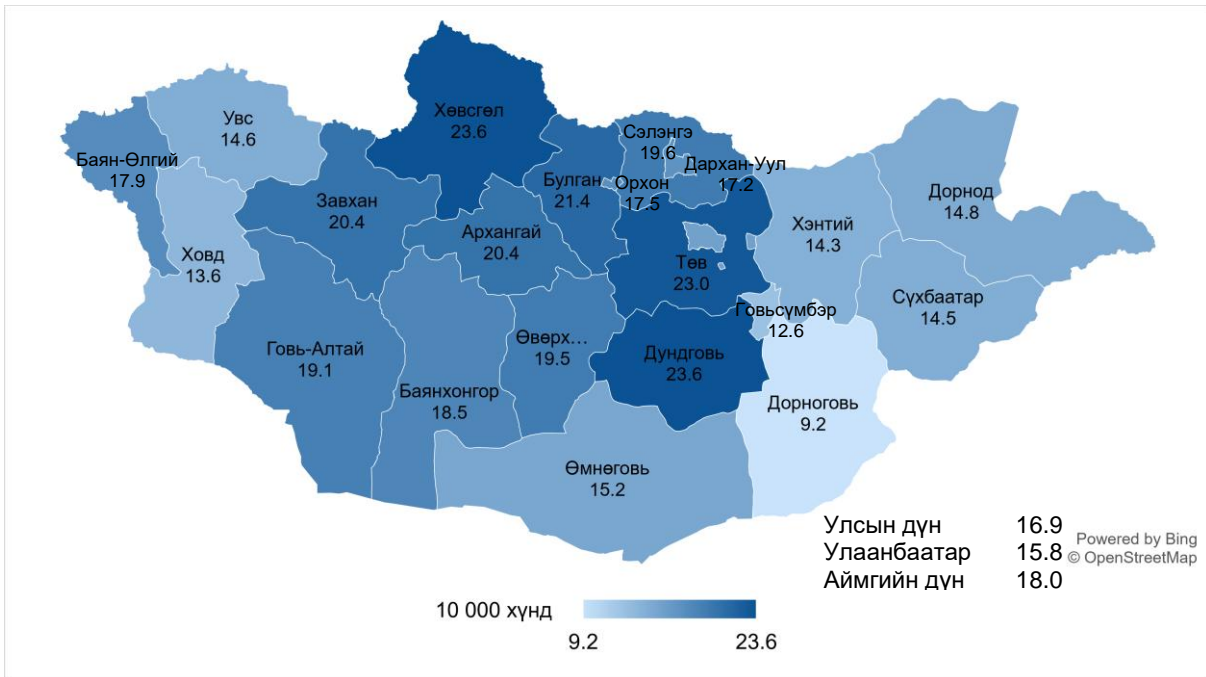 Хөвсгөл
23.6
Увс
14.6
Сэлэнгэ
19.6
Баян-Өлгий
17.9
Дархан-Уул
17.2
Булган
21.4
Орхон
17.5
Дорнод
14.8
Завхан
20.4
Архангай
20.4
Хэнтий
14.3
Ховд
13.6
Төв
23.0
Сүхбаатар
14.5
Говьсүмбэр
12.6
Говь-Алтай
19.1
Өвөрх...
19.5
Дундговь
23.6
Баянхонгор
18.5
Дорноговь
9.2
Өмнөговь
15.2
Улсын дүн 16.9
Улаанбаатар 15.8
Аймгийн дүн 18.0
Powered by Bing
© OpenStreetMap
10 000 хүнд
9.2 23.6